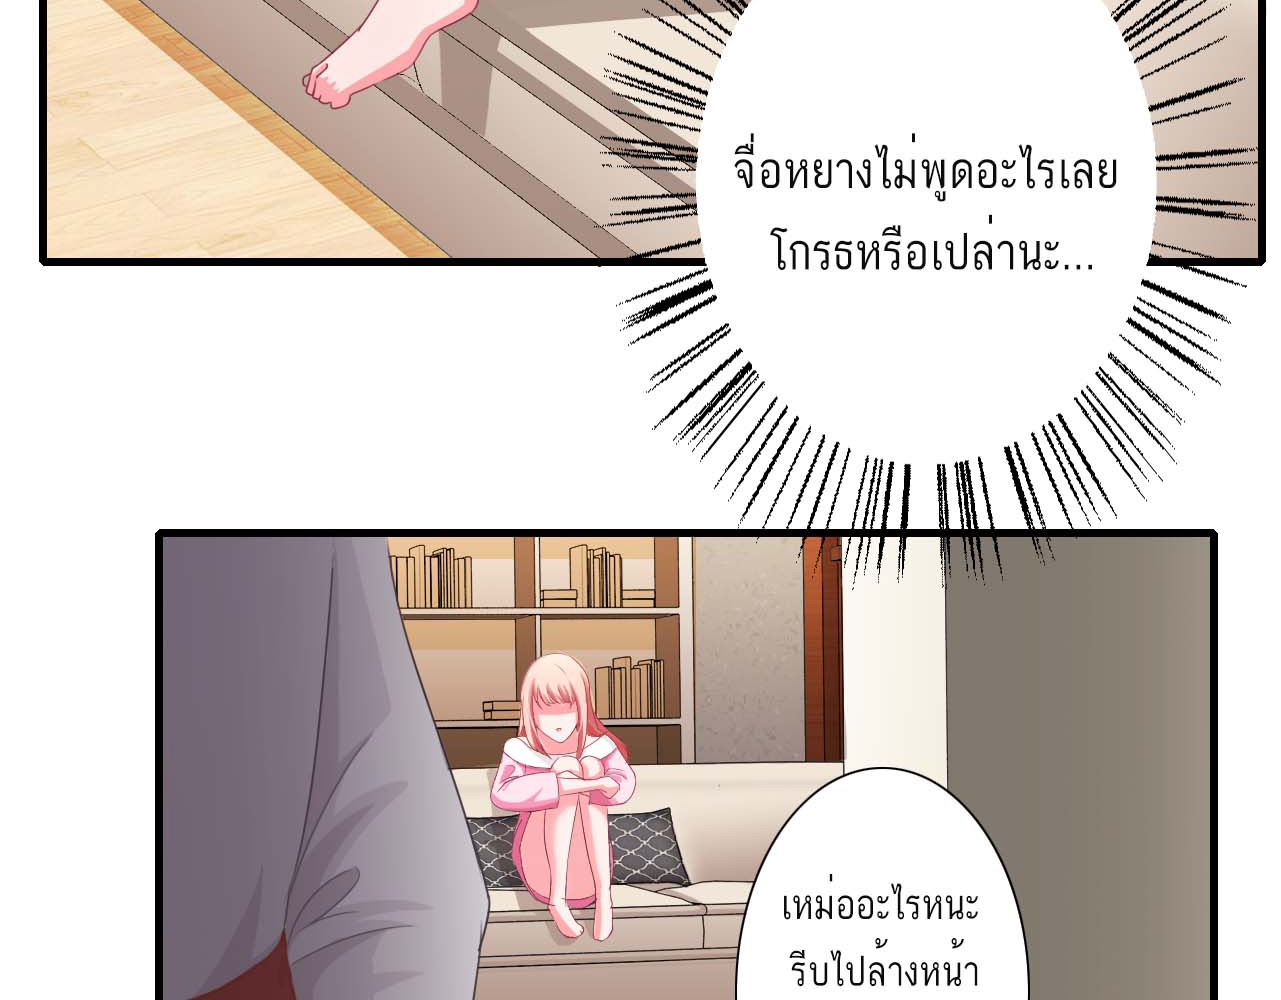 จื่อหยางไม่พูดอะไรเลย
โกรธหรือเปล่านะ...
เหม่ออะไรหนะ
รีบไปล้างหน้า